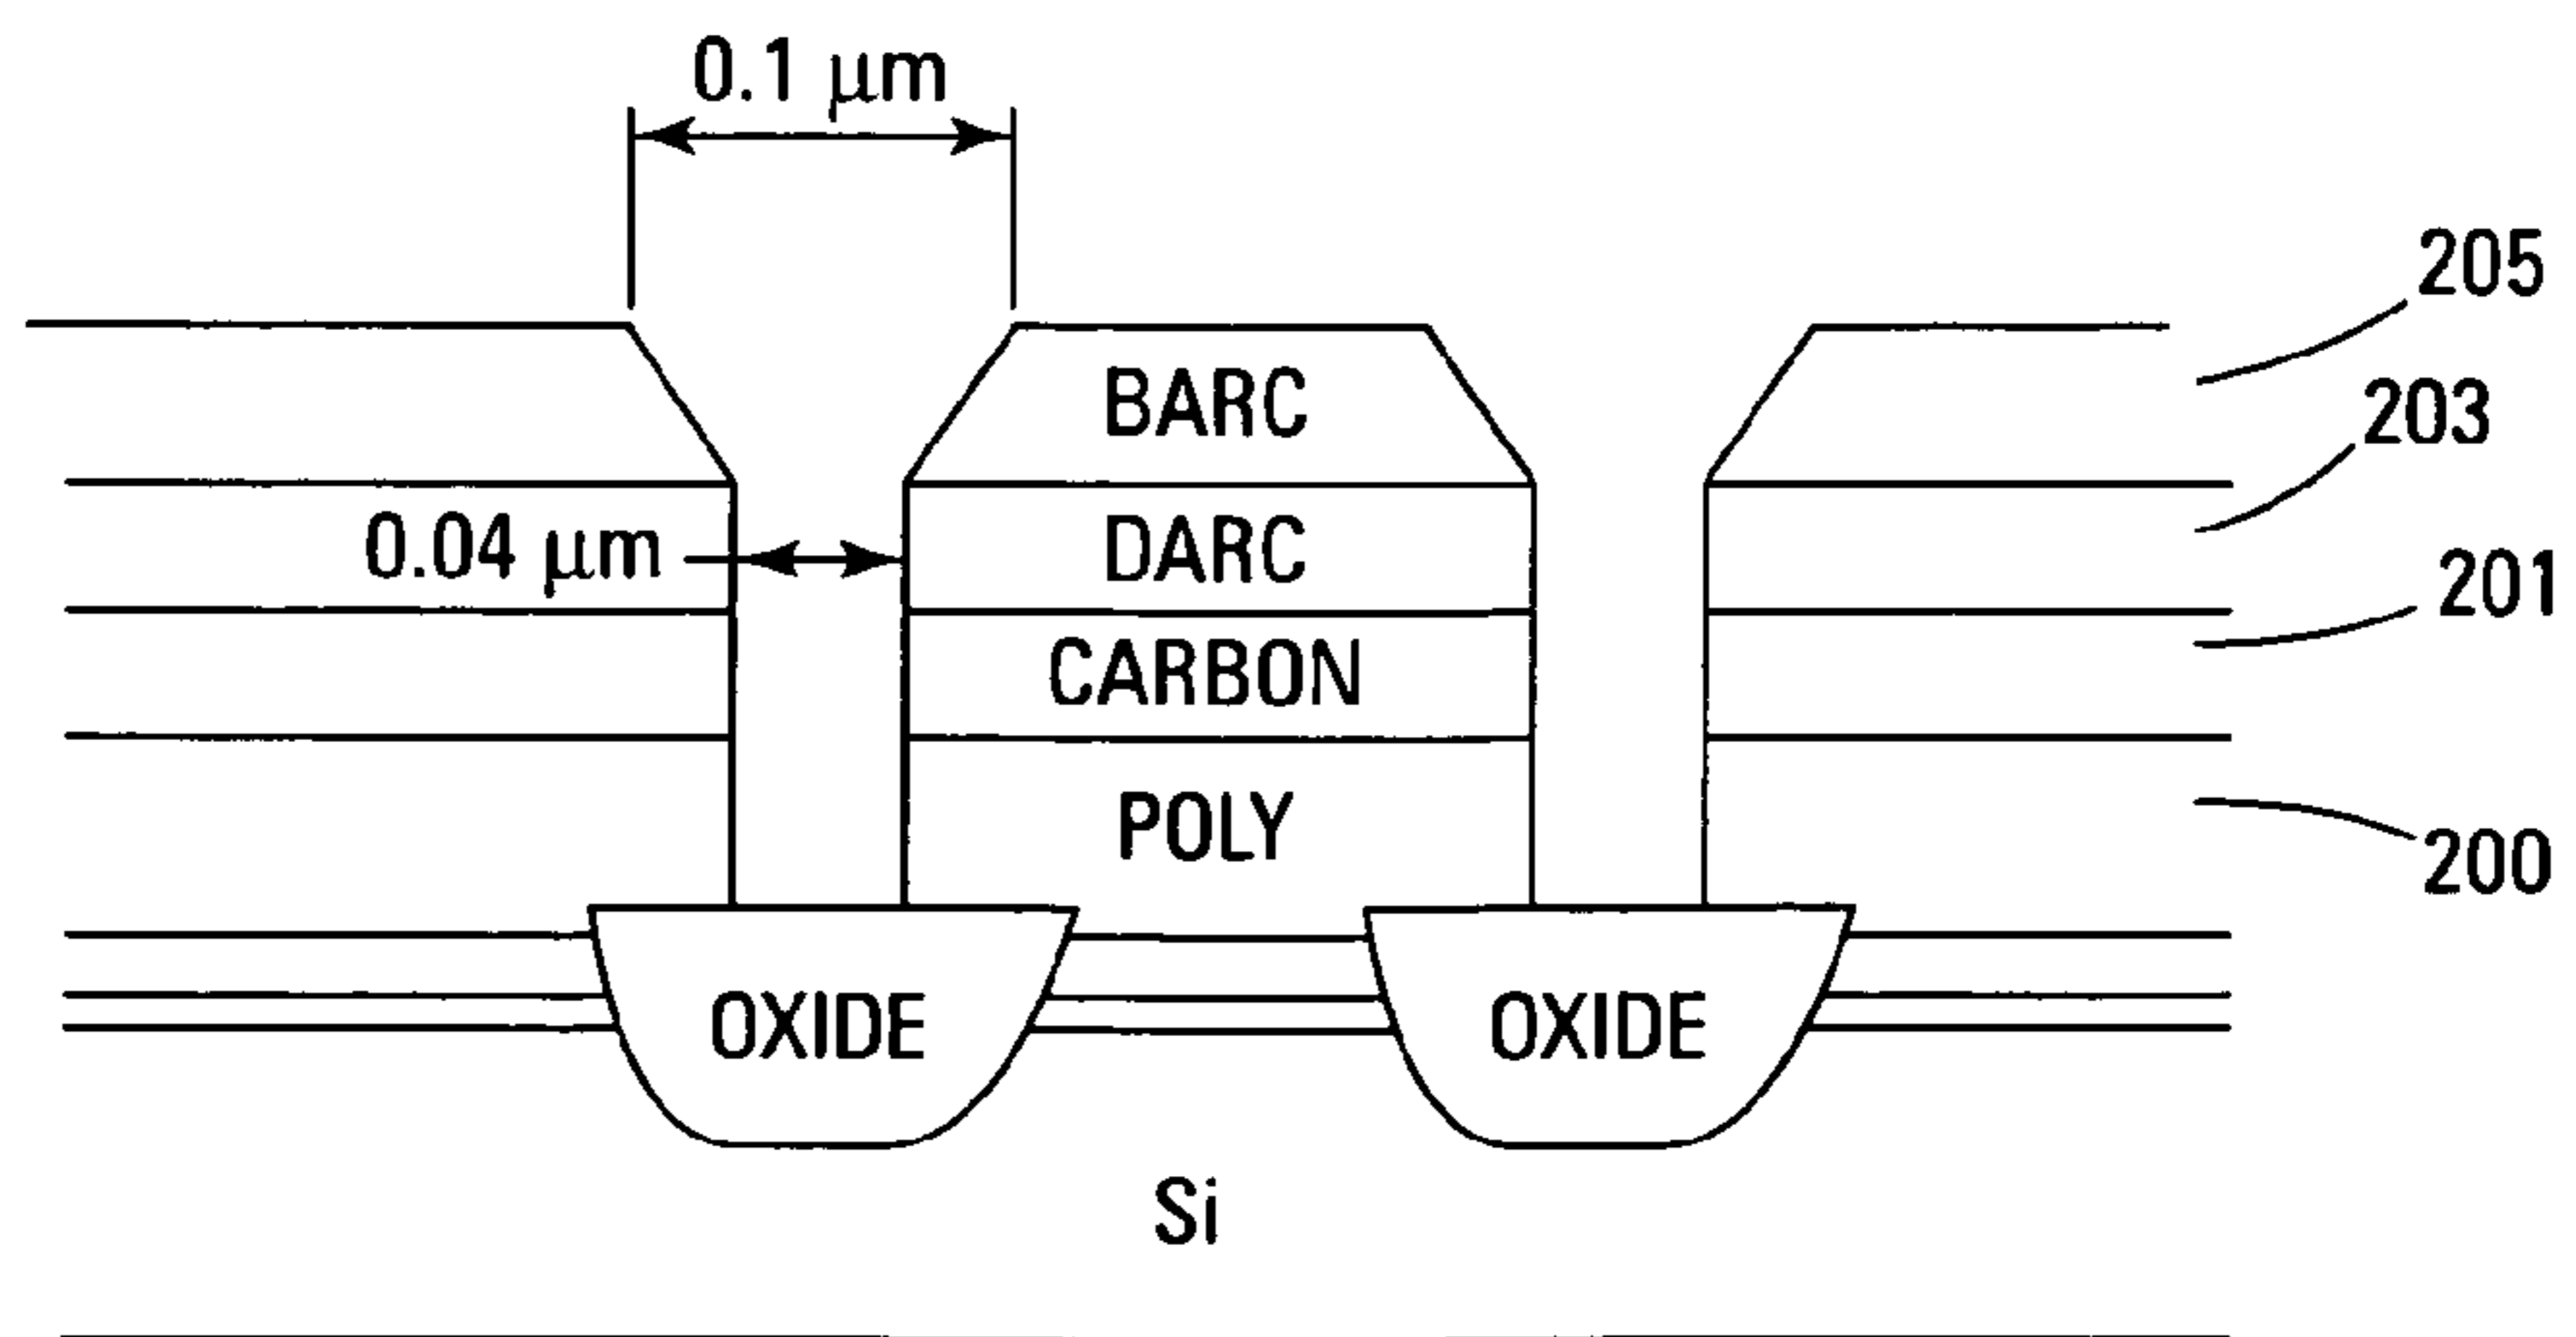 0.1 μm
205
BARC
203
0.04 μm
DARC
201
CARBON
POLY
200
OXIDE
OXIDE
Si